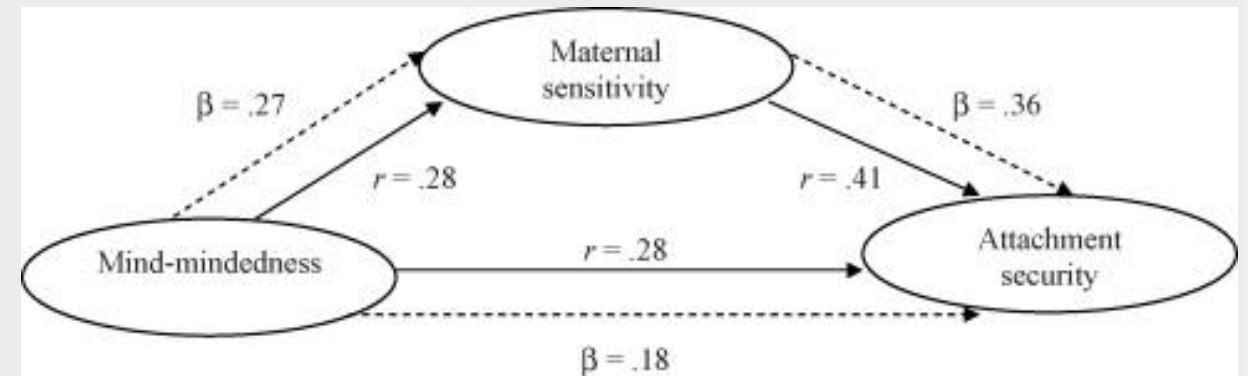 Maternal
sensitivity
β = .27
β = .36
r = .28
r = .41
Mind-mindedness
r = .28
Attachment
security
β = .18